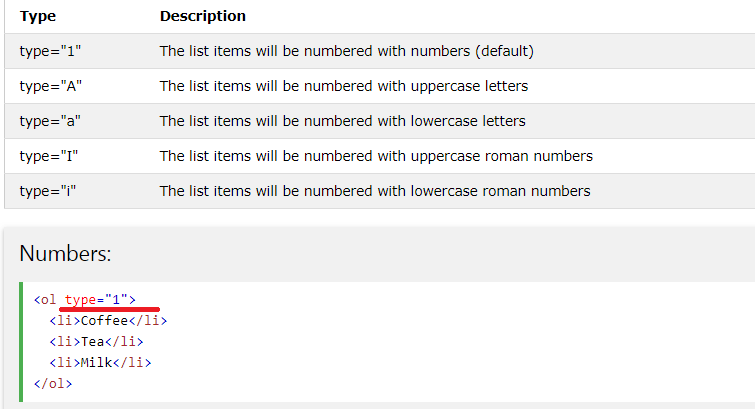 Type Description
type="1" The list items will be numbered with numbers (default)
type="A" The list items will be numbered with uppercase letters
type="a" The list items will be numbered with lowercase letters
type="I" The list items will be numbered with uppercase roman numbers
type="i" The list items will be numbered with lowercase roman numbers
Numbers:
<ol type="1">
  <li>Coffee</li>
  <li>Tea</li>
  <li>Milk</li>
</ol>